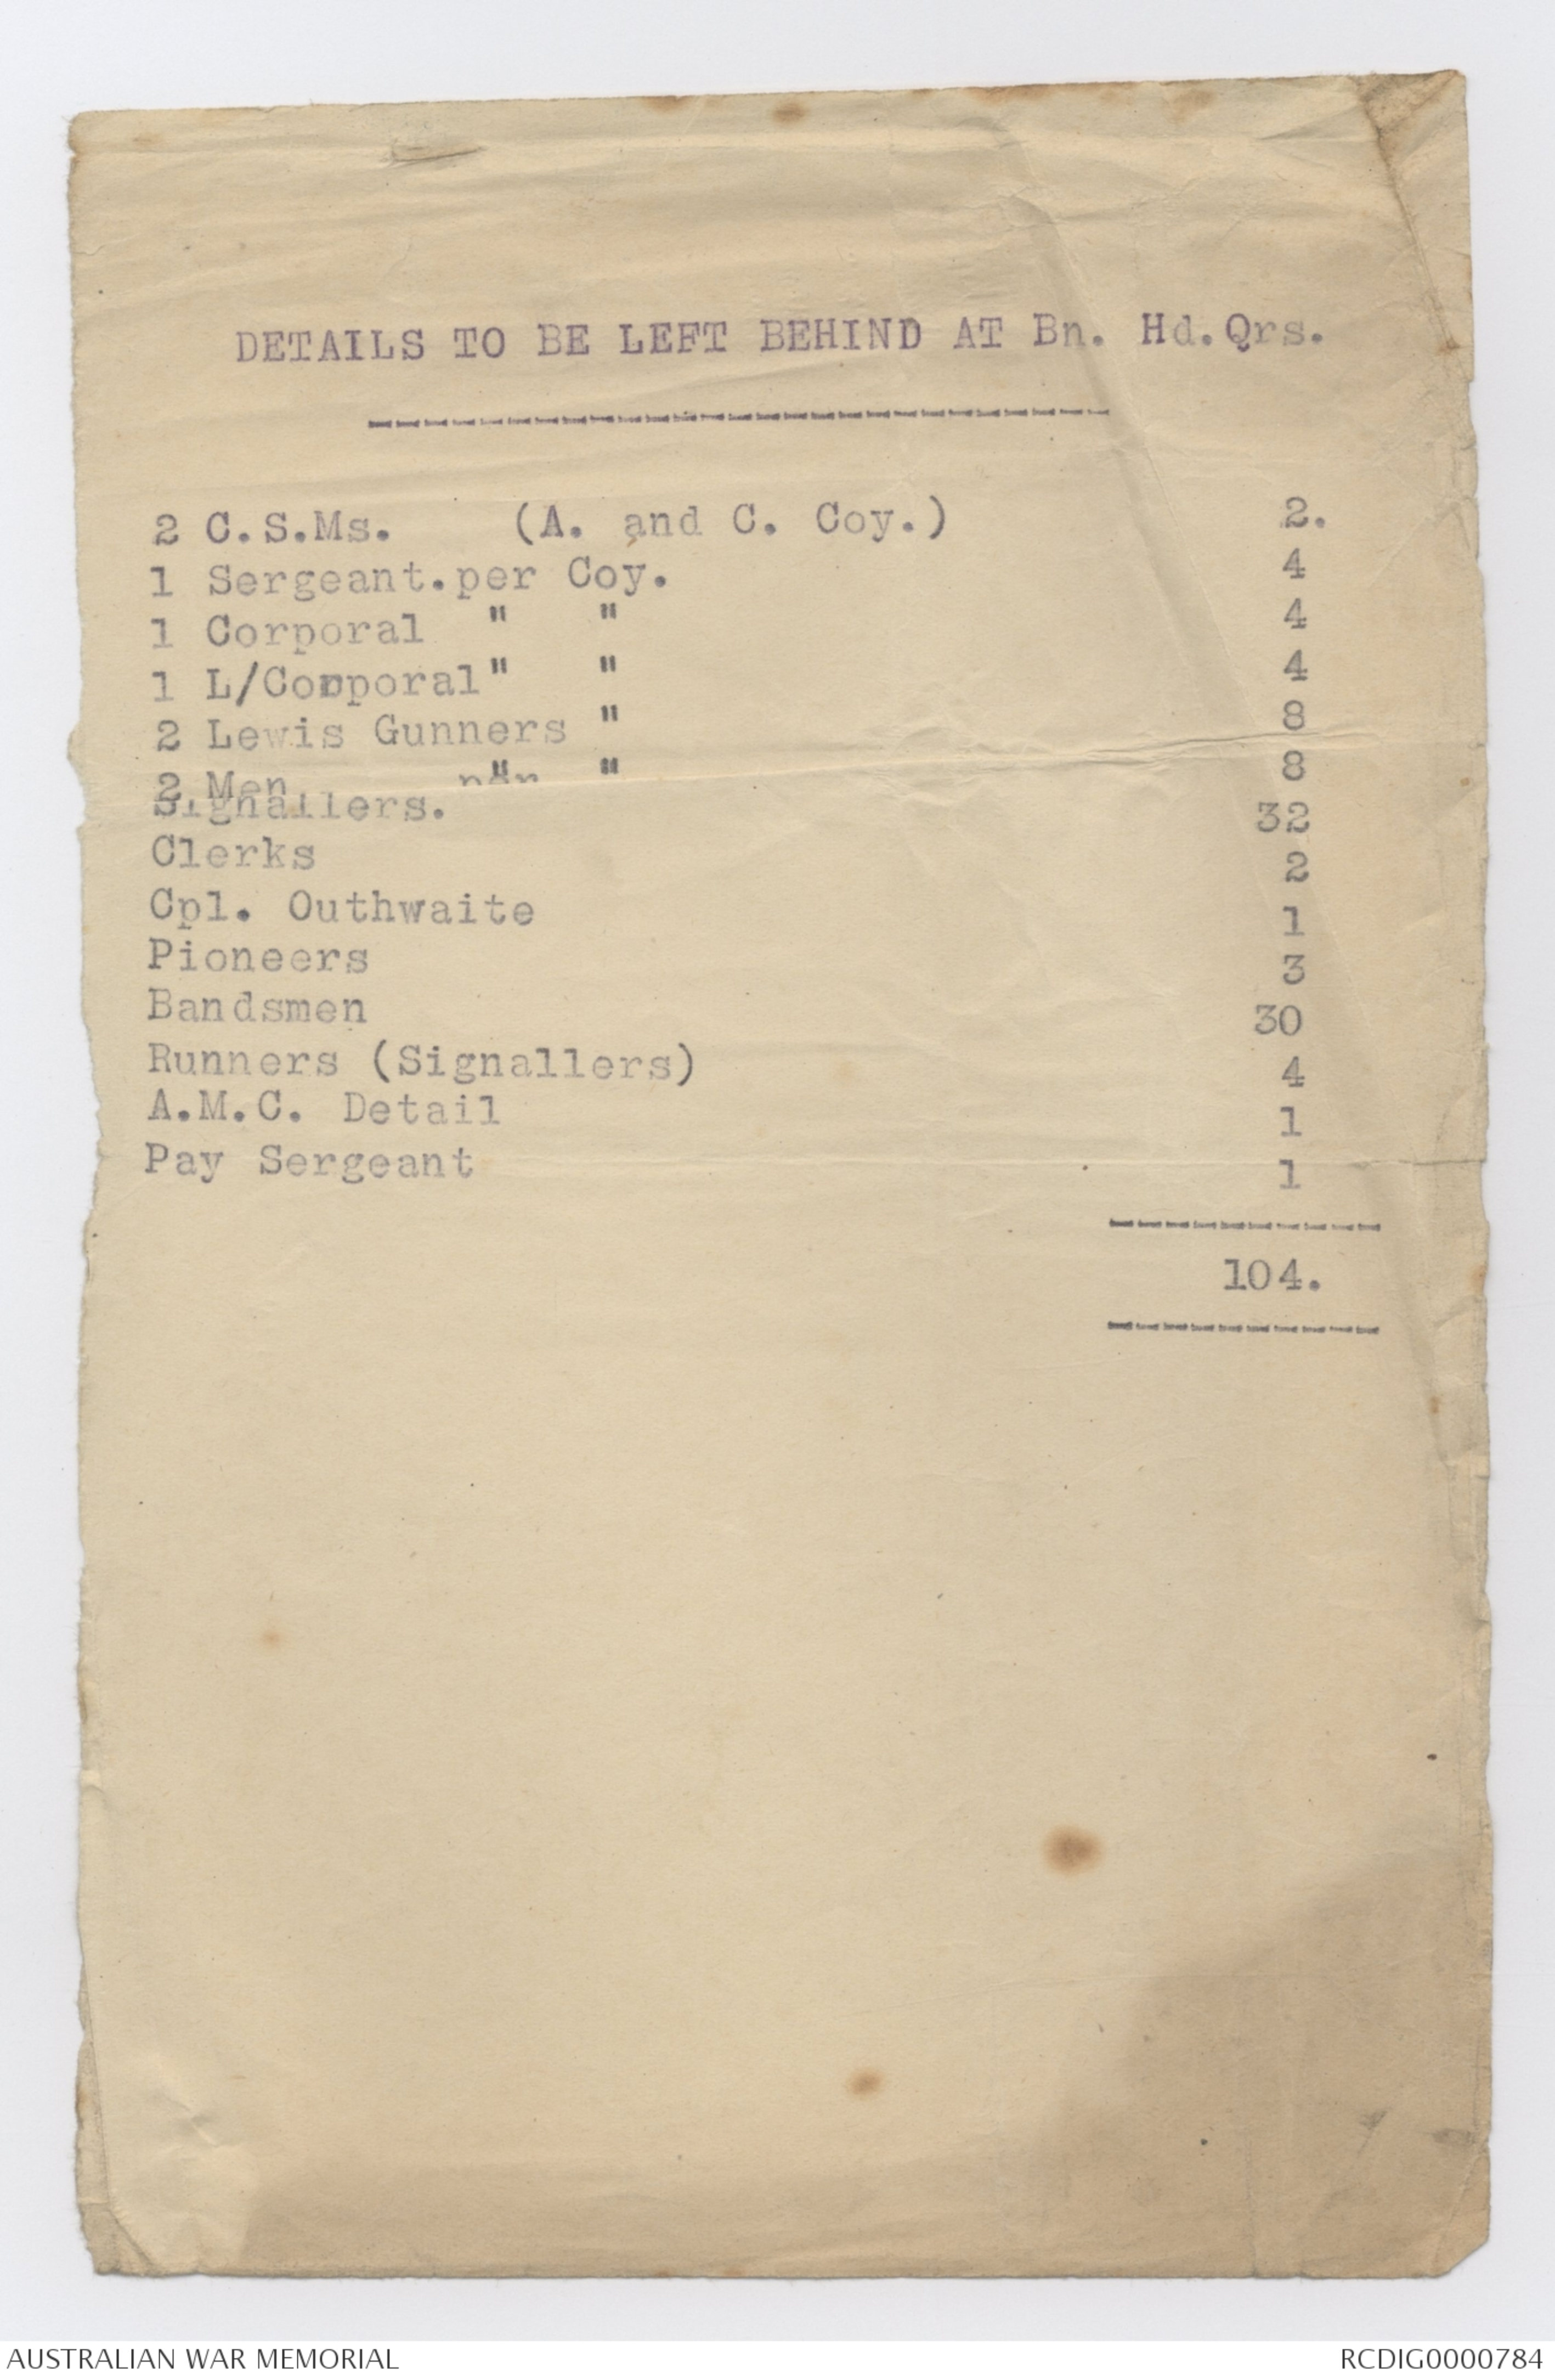 DETAILS TO BE LEFT BEHIND AT Bn. Hd.Qrs.
2 C.S.Ms. (A. and C. Coy.) 2.
1 Sergeant.per Coy. 4
1 Corporal " " 4
1 L/Corporal" " 4
2 Lewis Gunners " 8
2 Men per " 8
Signallers. 32
Clerks 2
Cpl. Outhwaite 1
Pioneers 3
Bandsmen 30
Runners (Signallers) 4
A.M.C. Detail 1
Pay Sergeant 1
104.
AUSTRALIAN WAR MEMORIAL RCDIG0000784